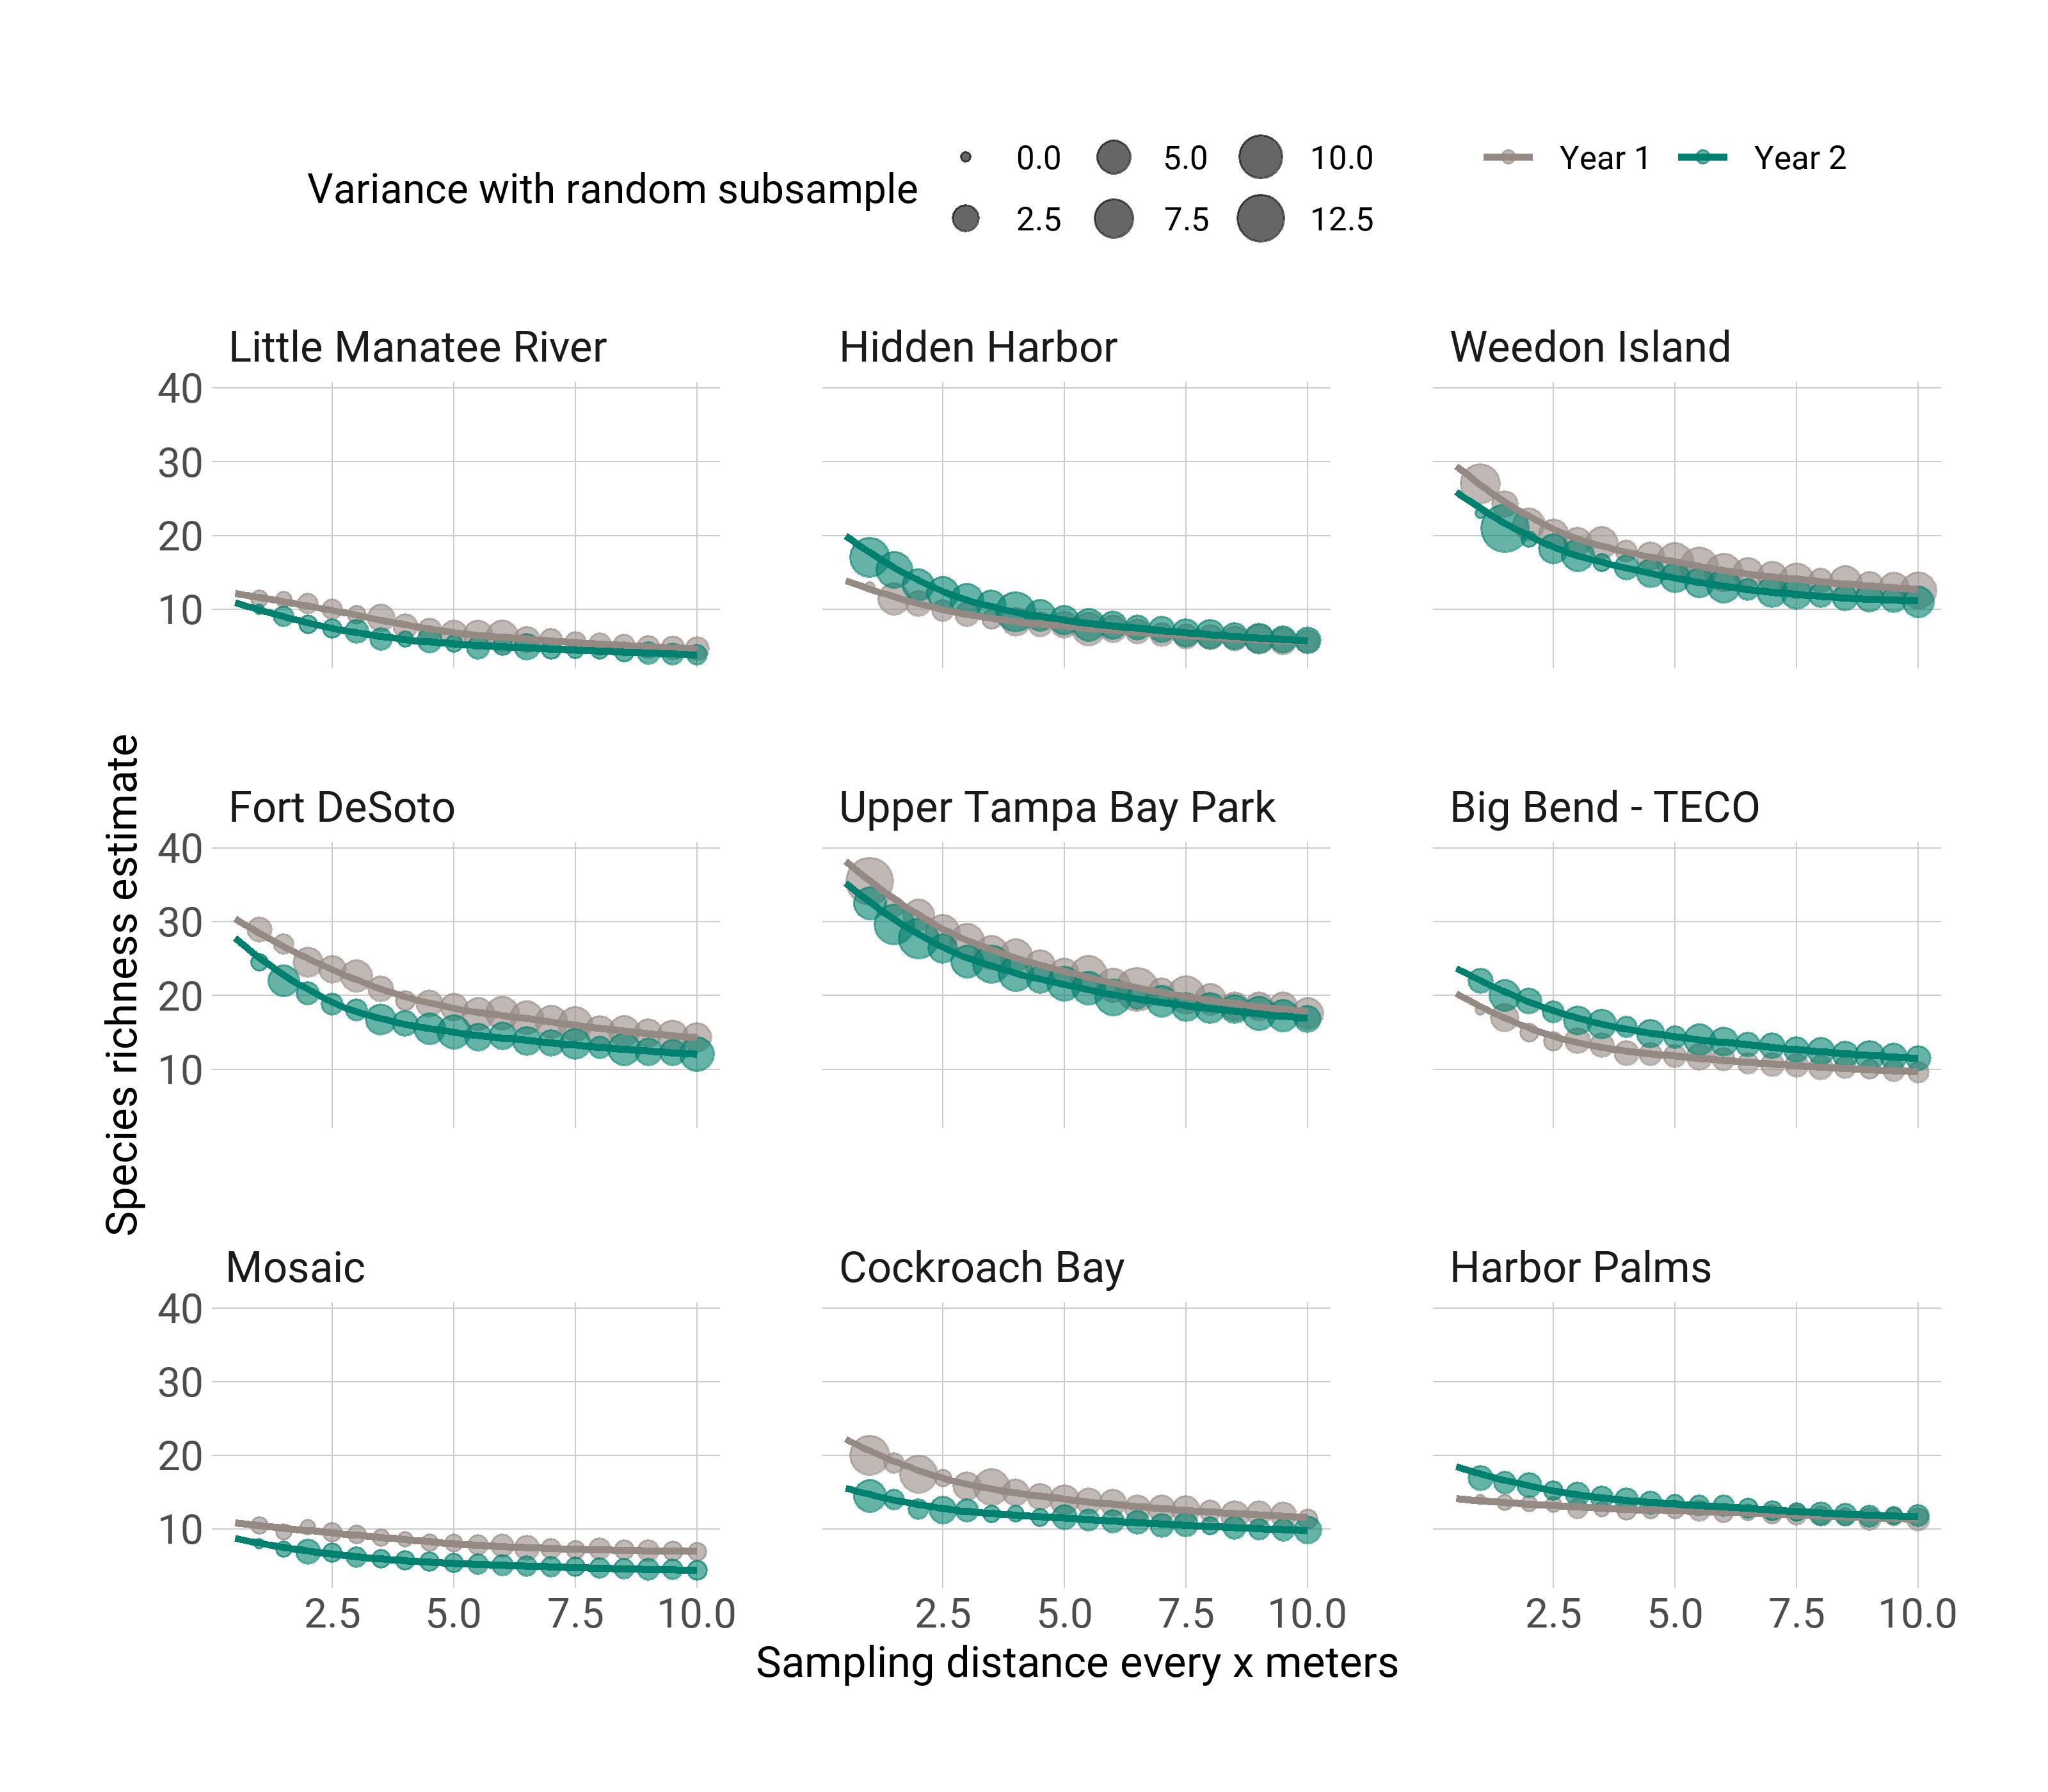 Variance with random subsample
0.0 5.0 10.0
2.5 7.5 12.5
Year 1 Year 2
Little Manatee River Hidden Harbor Weedon Island
40
30
20
10
Fort DeSoto Upper Tampa Bay Park Big Bend - TECO
40
30
20
10
Species richness estimate
Mosaic Cockroach Bay Harbor Palms
40
30
20
10
2.5 5.0 7.5 10.0 2.5 5.0 7.5 10.0 2.5 5.0 7.5 10.0
Sampling distance every x meters